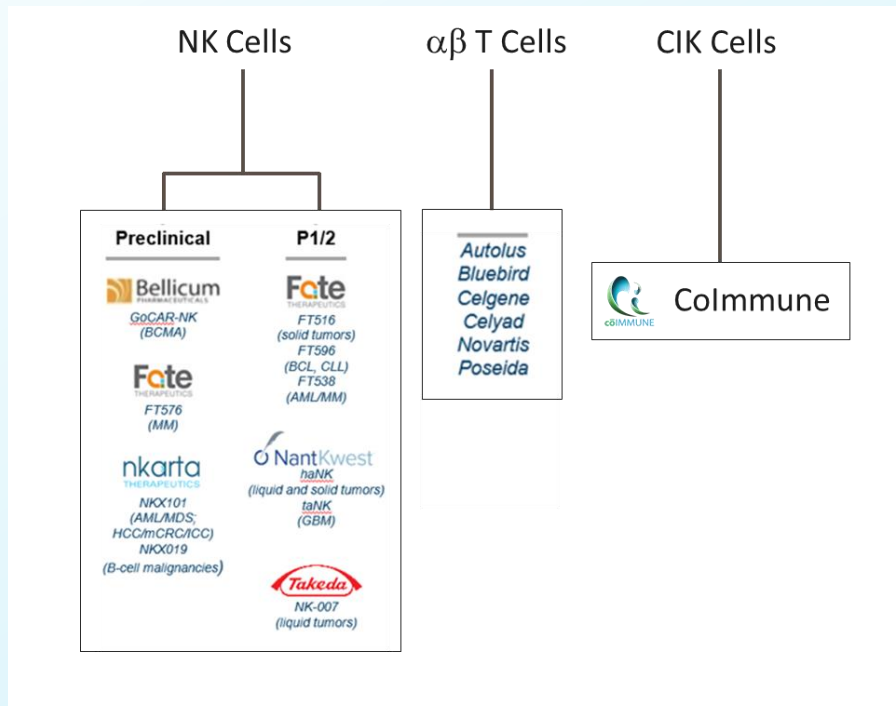 NK Cells
αβ T Cells
CIK Cells
Preclinical
Bellicum
PHARMACEUTICALS
GoCAR-NK
(BCMA)
Fate
THERAPEUTICS
FT576
(MM)
nkarta
THERAPEUTICS
NKX101
(AML/MDS;
HCC/mCRC/ICC)
NKX019
(B-cell malignancies)
P1/2
Fate
THERAPEUTICS
FT516
(solid tumors)
FT596
(BCL, CLL)
FT538
(AML/MM)
NantKwest
haNK
(liquid and solid tumors)
taNK
(GBM)
Takeda
NK-007
(liquid tumors)
Autolus
Bluebird
Celgene
Celyad
Novartis
Poseida
cōIMMUNE
CoImmune